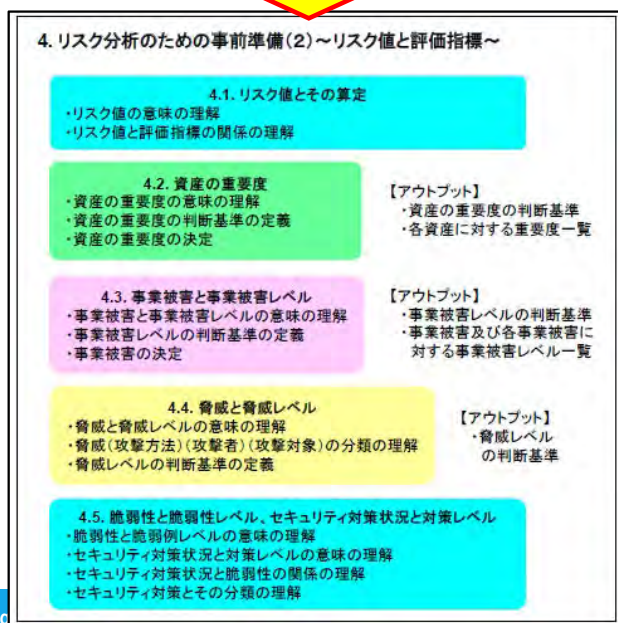 4. リスク分析のための事前準備(2)～リスク値と評価指標～
4.1. リスク値とその算定
・リスク値の意味の理解
・リスク値と評価指標の関係の理解
4.2. 資産の重要度
・資産の重要度の意味の理解
・資産の重要度の判断基準の定義
・資産の重要度の決定
【アウトプット】
・資産の重要度の判断基準
・各資産に対する重要度一覧
4.3. 事業被害と事業被害レベル
・事業被害と事業被害レベルの意味の理解
・事業被害レベルの判断基準の定義
・事業被害の決定
【アウトプット】
・事業被害レベルの判断基準
・事業被害及び各事業被害に
対する事業被害レベル一覧
4.4. 脅威と脅威レベル
・脅威と脅威レベルの意味の理解
・脅威(攻撃方法)(攻撃者)(攻撃対象)の分類の理解
・脅威レベルの判断基準の定義
【アウトプット】
・脅威レベル
の判断基準
4.5. 脆弱性と脆弱性レベル、セキュリティ対策状況と対策レベル
・脆弱性と脆弱例レベルの意味の理解
・セキュリティ対策状況と対策レベルの意味の理解
・セキュリティ対策状況と脆弱性の関係の理解
・セキュリティ対策とその分類の理解